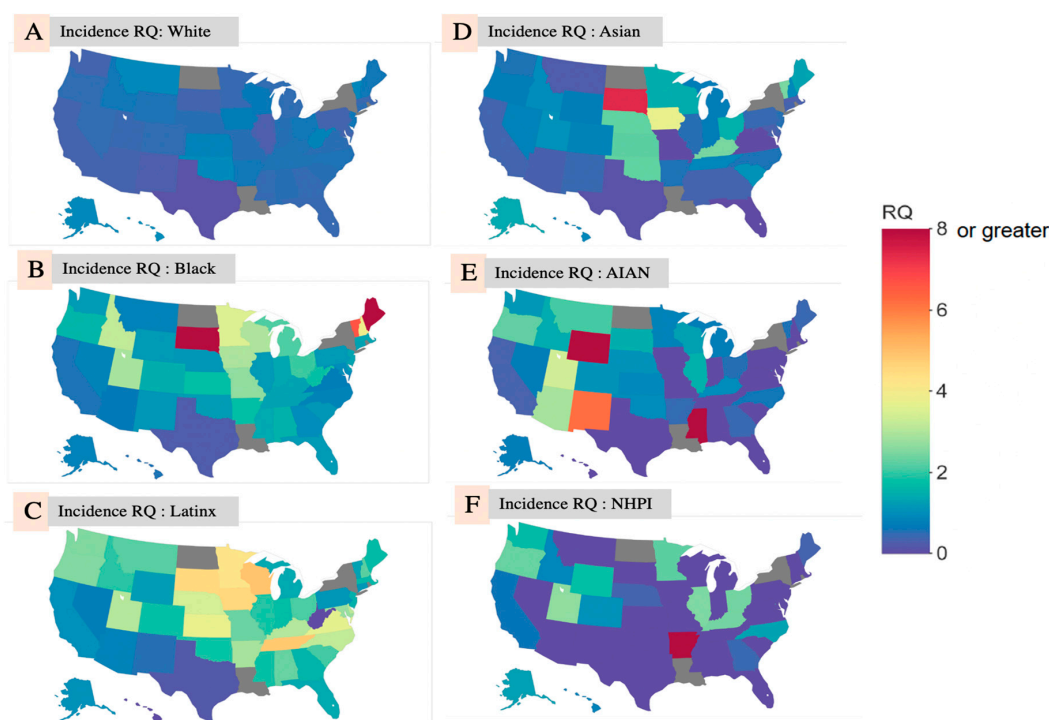 A Incidence RQ: White
D Incidence RQ : Asian
B Incidence RQ : Black
E Incidence RQ : AIAN
C Incidence RQ : Latinx
F Incidence RQ : NHPI
RQ
8 or greater
6
4
2
0